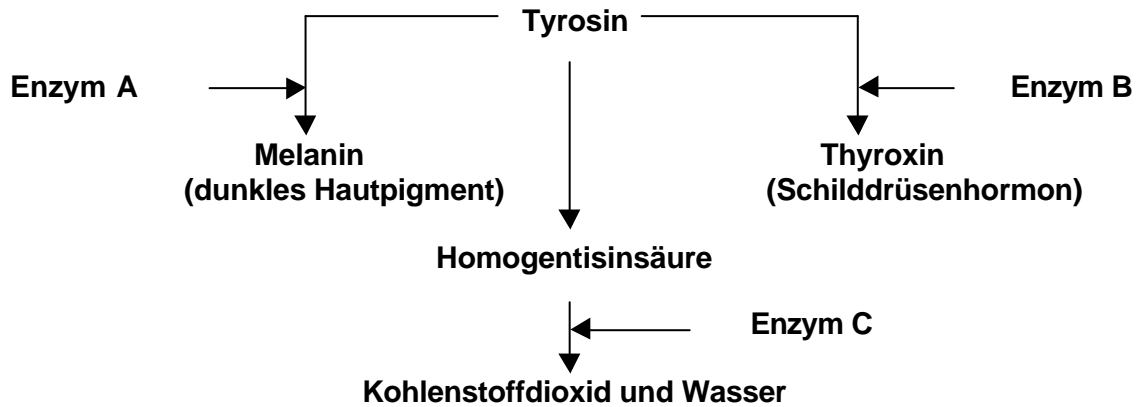 Tyrosin
Enzym A
Enzym B
Melanin
(dunkles Hautpigment)
Thyroxin
(Schilddrüsenhormon)
Homogentisinsäure
Enzym C
Kohlenstoffdioxid und Wasser